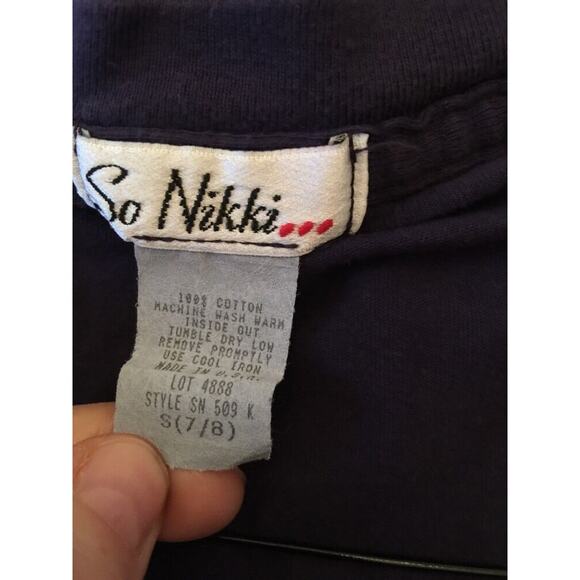 So Nikki...
100% COTTON
MACHINE WASH WARM
INSIDE OUT
TUMBLE DRY LOW
REMOVE PROMPTLY
USE COOL IRON
MADE IN U.S.A.
LOT 4888
STYLE SN 509 K
S(7/8)